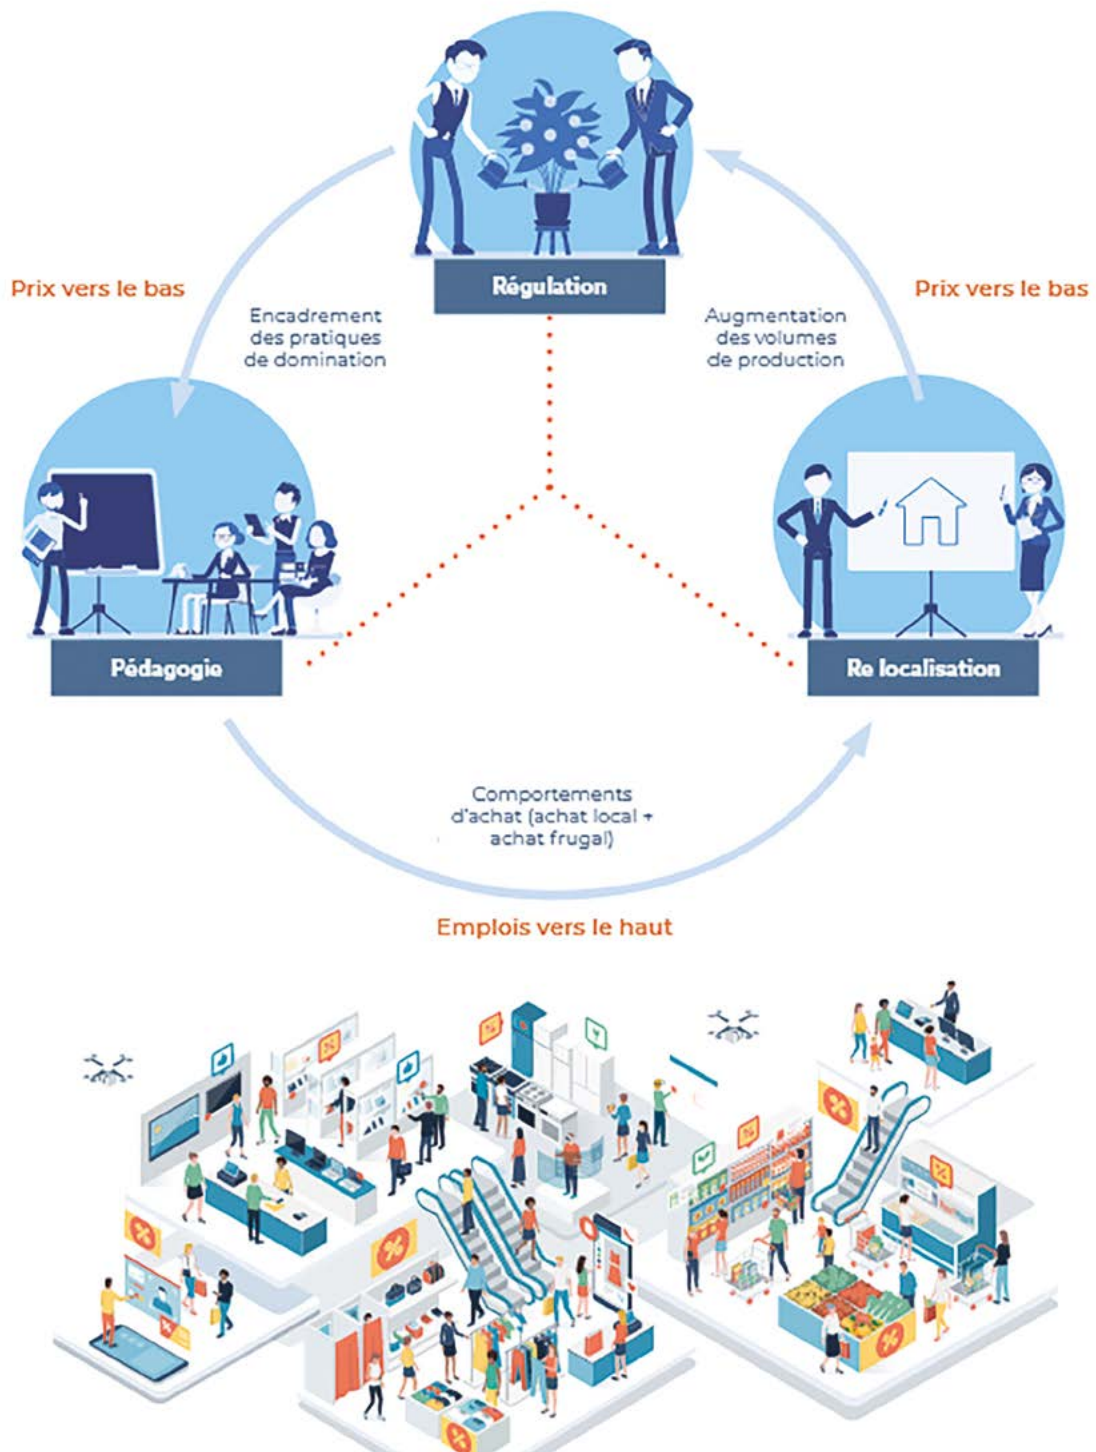 Régulation
Prix vers le bas
Encadrement
des pratiques
de domination
Augmentation
des volumes
de production
Prix vers le bas
Pédagogie
Re localisation
Comportements
d'achat (achat local +
achat frugal)
Emplois vers le haut
%
%
%
%
%
%
%
%
%
%